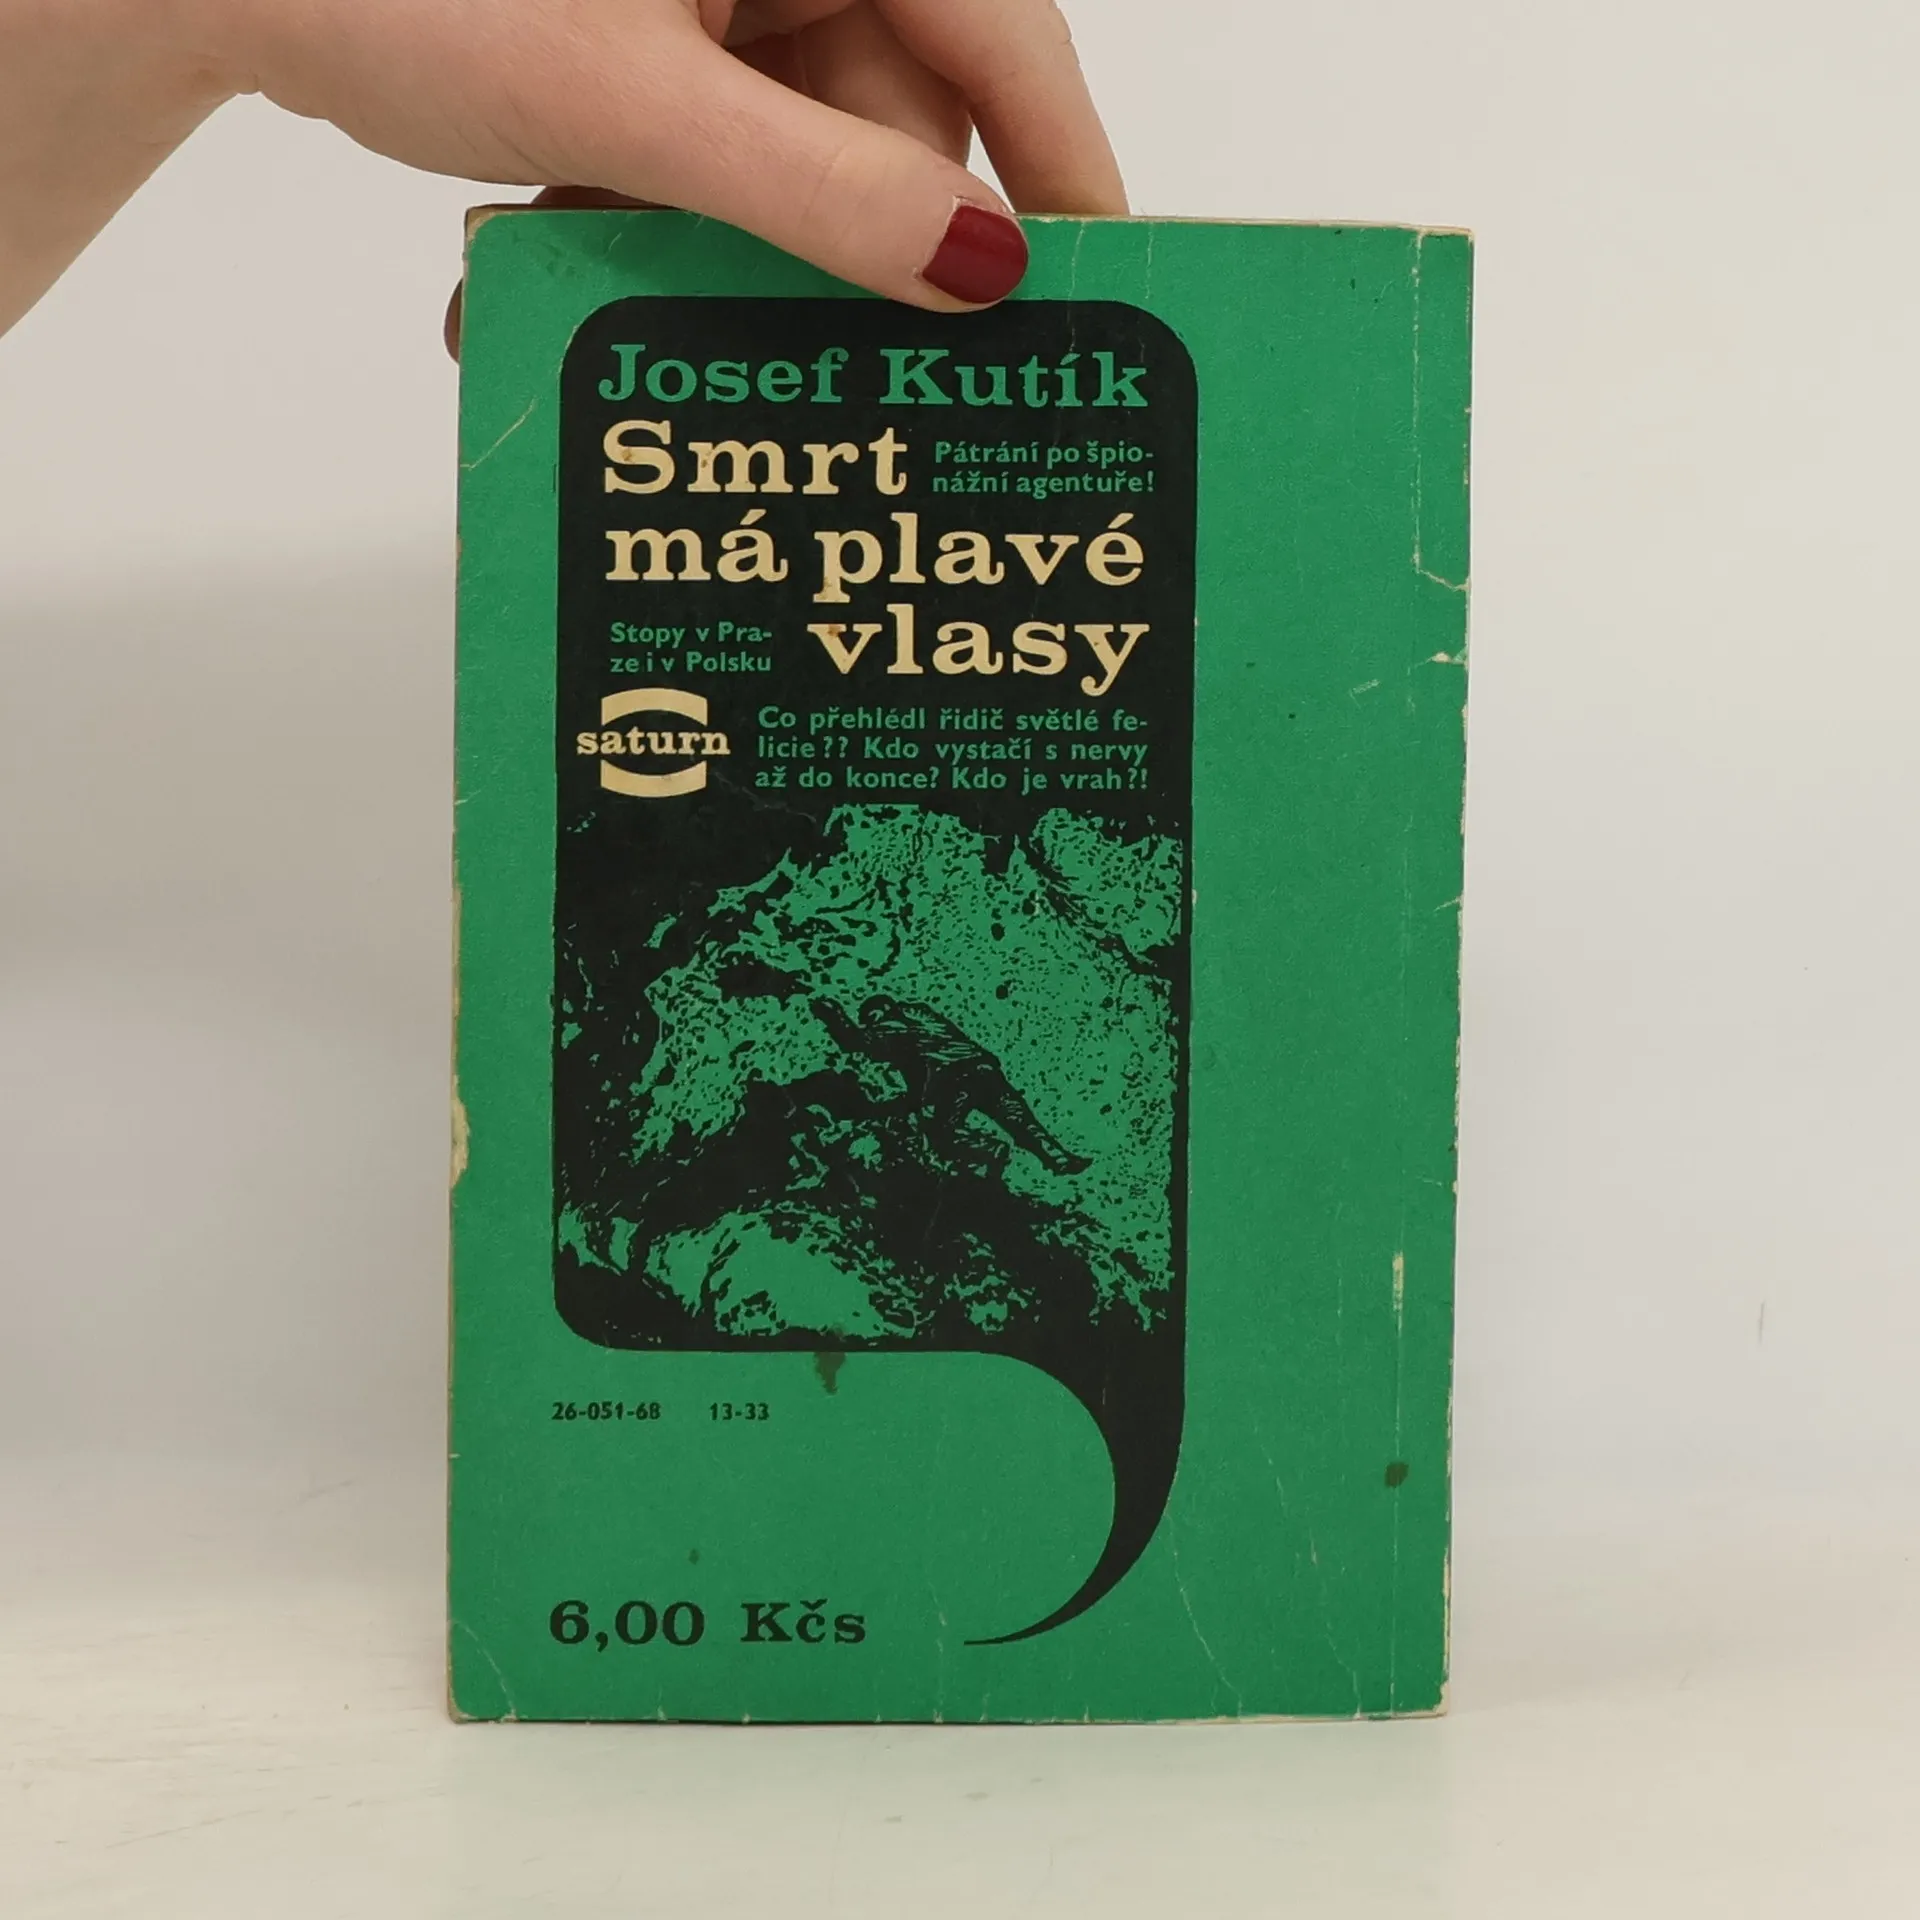 Josef Kutík
Smrt
Pátrání po špio-
nážní agentuře!
má plavé
Stopy v Pra-
ze i v Polsku
vlasy
saturn
Co přehlédl řidič světlé fe-
licie?? Kdo vystačí s nervy
až do konce? Kdo je vrah?!
26-051-68 13-33
6,00 Kčs